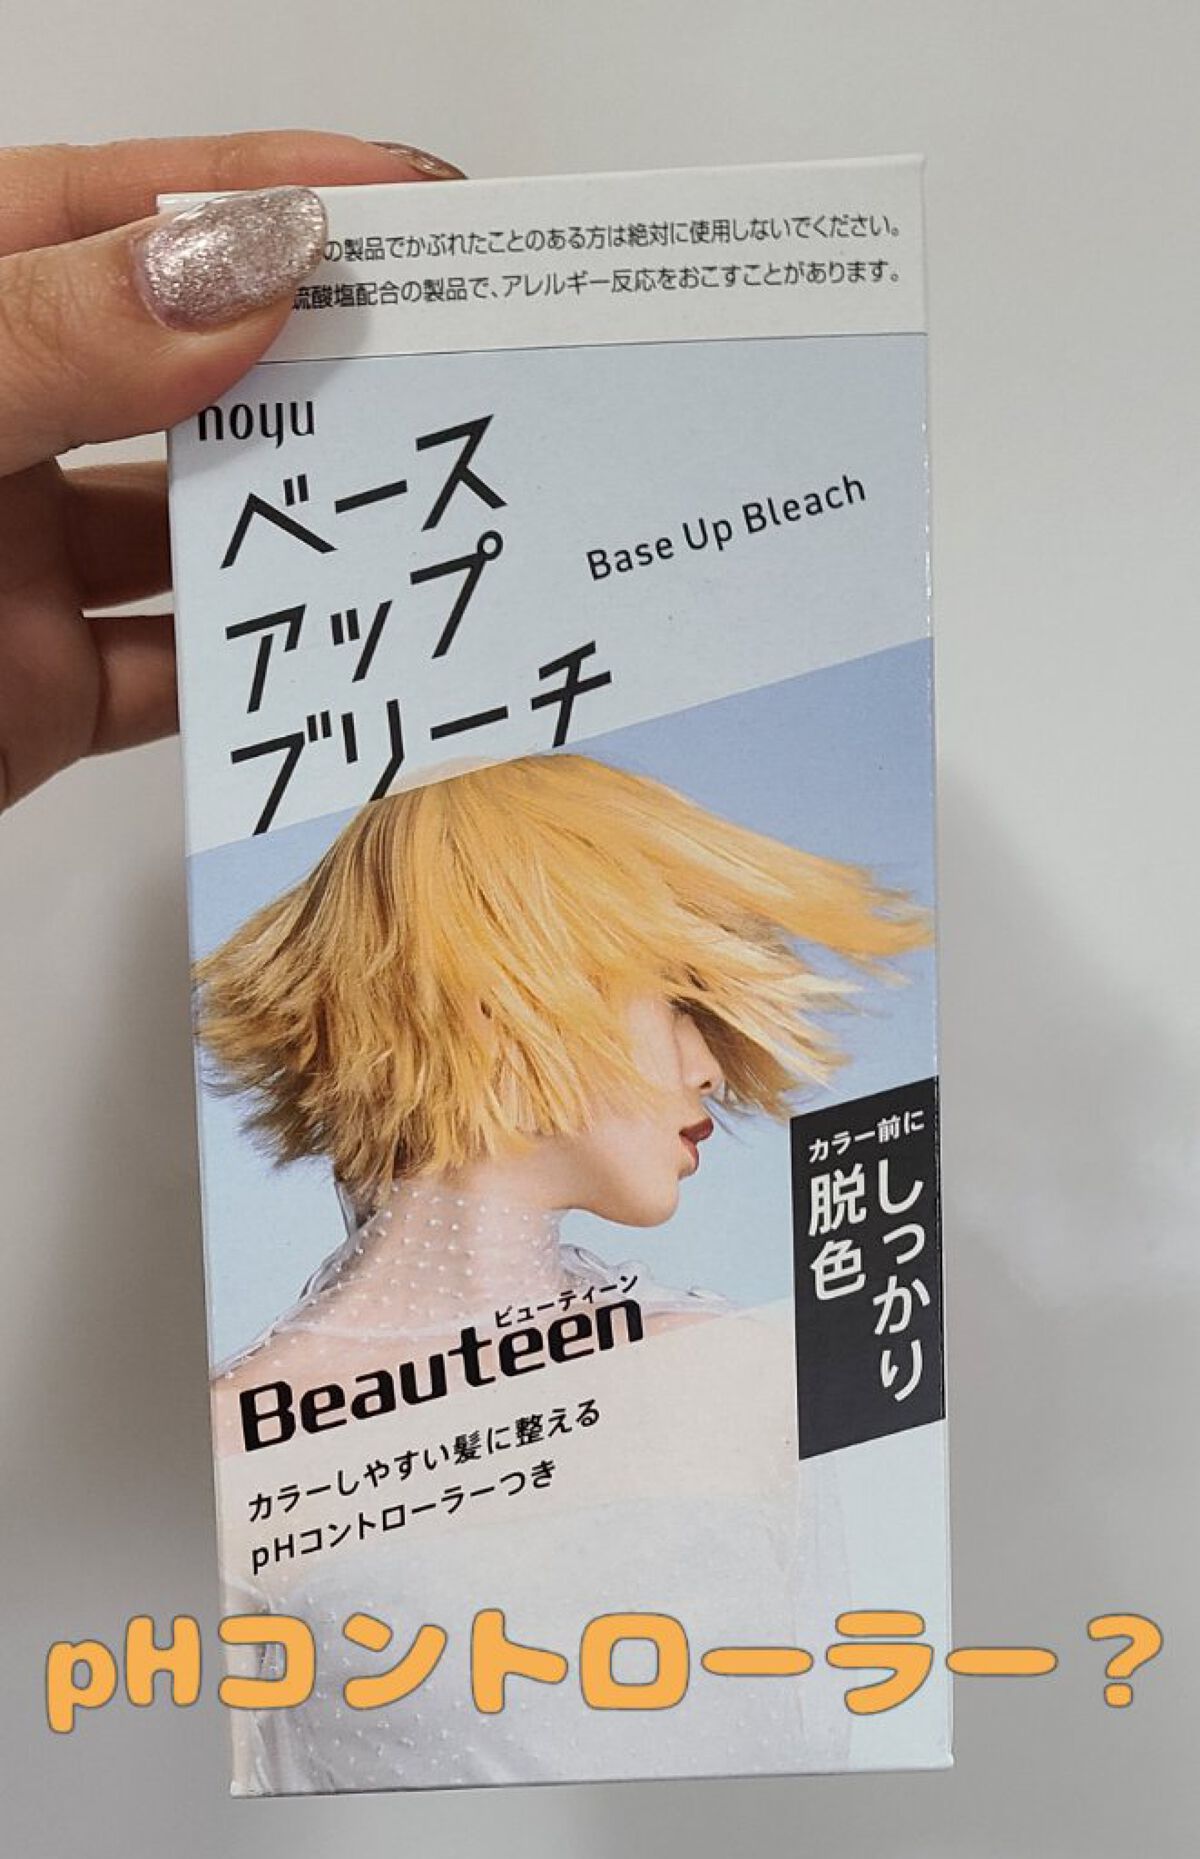 の製品でかぶれたことのある方は絶対に使用しないでください。
硫酸塩配合の製品で、アレルギー反応をおこすことがあります。
hoyu
ベース
アップ
ブリーチ
Base Up Bleach
カラー前に
しっかり
脱色
ビューティーン
Beauteen
カラーしやすい髪に整える
pHコントローラーつき
pHコントローラー？